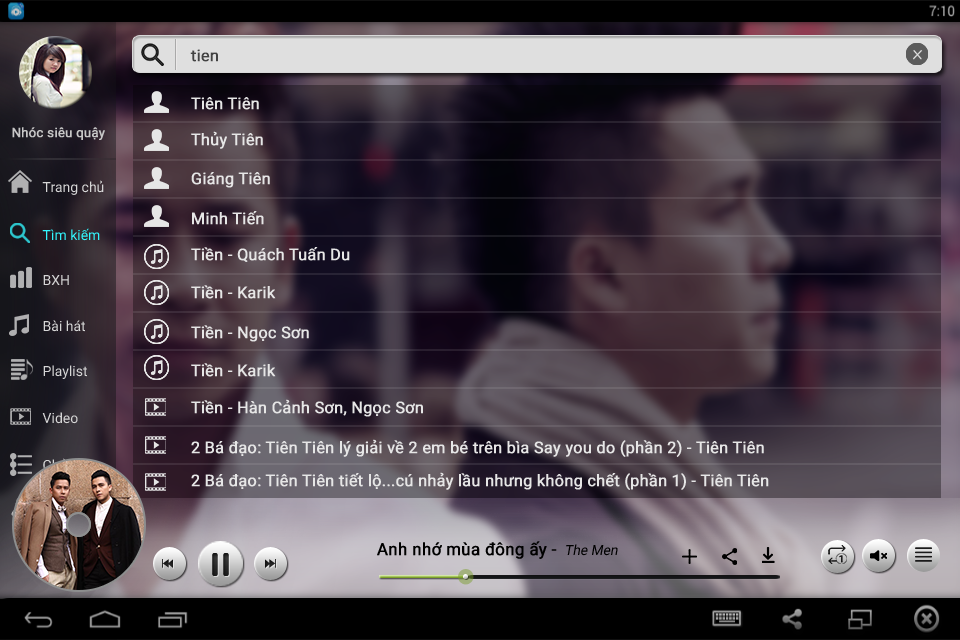 7:10
tien
Nhóc siêu quậy
Trang chủ
Tìm kiếm
BXH
Bài hát
Playlist
Video
Tiên Tiên
Thủy Tiên
Giáng Tiên
Minh Tiến
Tiền - Quách Tuấn Du
Tiền - Karik
Tiền - Ngọc Sơn
Tiền - Karik
Tiền - Hàn Cảnh Sơn, Ngọc Sơn
2 Bá đạo: Tiên Tiên lý giải về 2 em bé trên bìa Say you do (phần 2) - Tiên Tiên
2 Bá đạo: Tiên Tiên tiết lộ...cú nhảy lầu nhưng không chết (phần 1) - Tiên Tiên
Anh nhớ mùa đông ấy - The Men
1